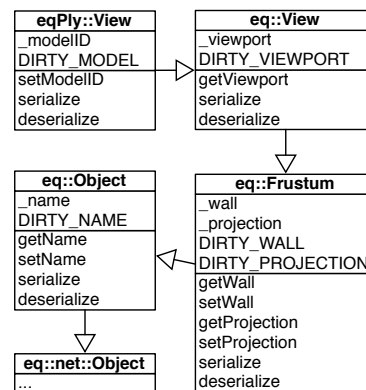 eqPly::View
_modelID
DIRTY_MODEL
setModelID
serialize
deserialize
eq::View
_viewport
DIRTY_VIEWPORT
getViewport
serialize
deserialize
eq::Object
_name
DIRTY_NAME
getName
setName
serialize
deserialize
eq::Frustum
_wall
_projection
DIRTY_WALL
DIRTY_PROJECTION
getWall
setWall
getProjection
setProjection
serialize
deserialize
eq::net::Object
...